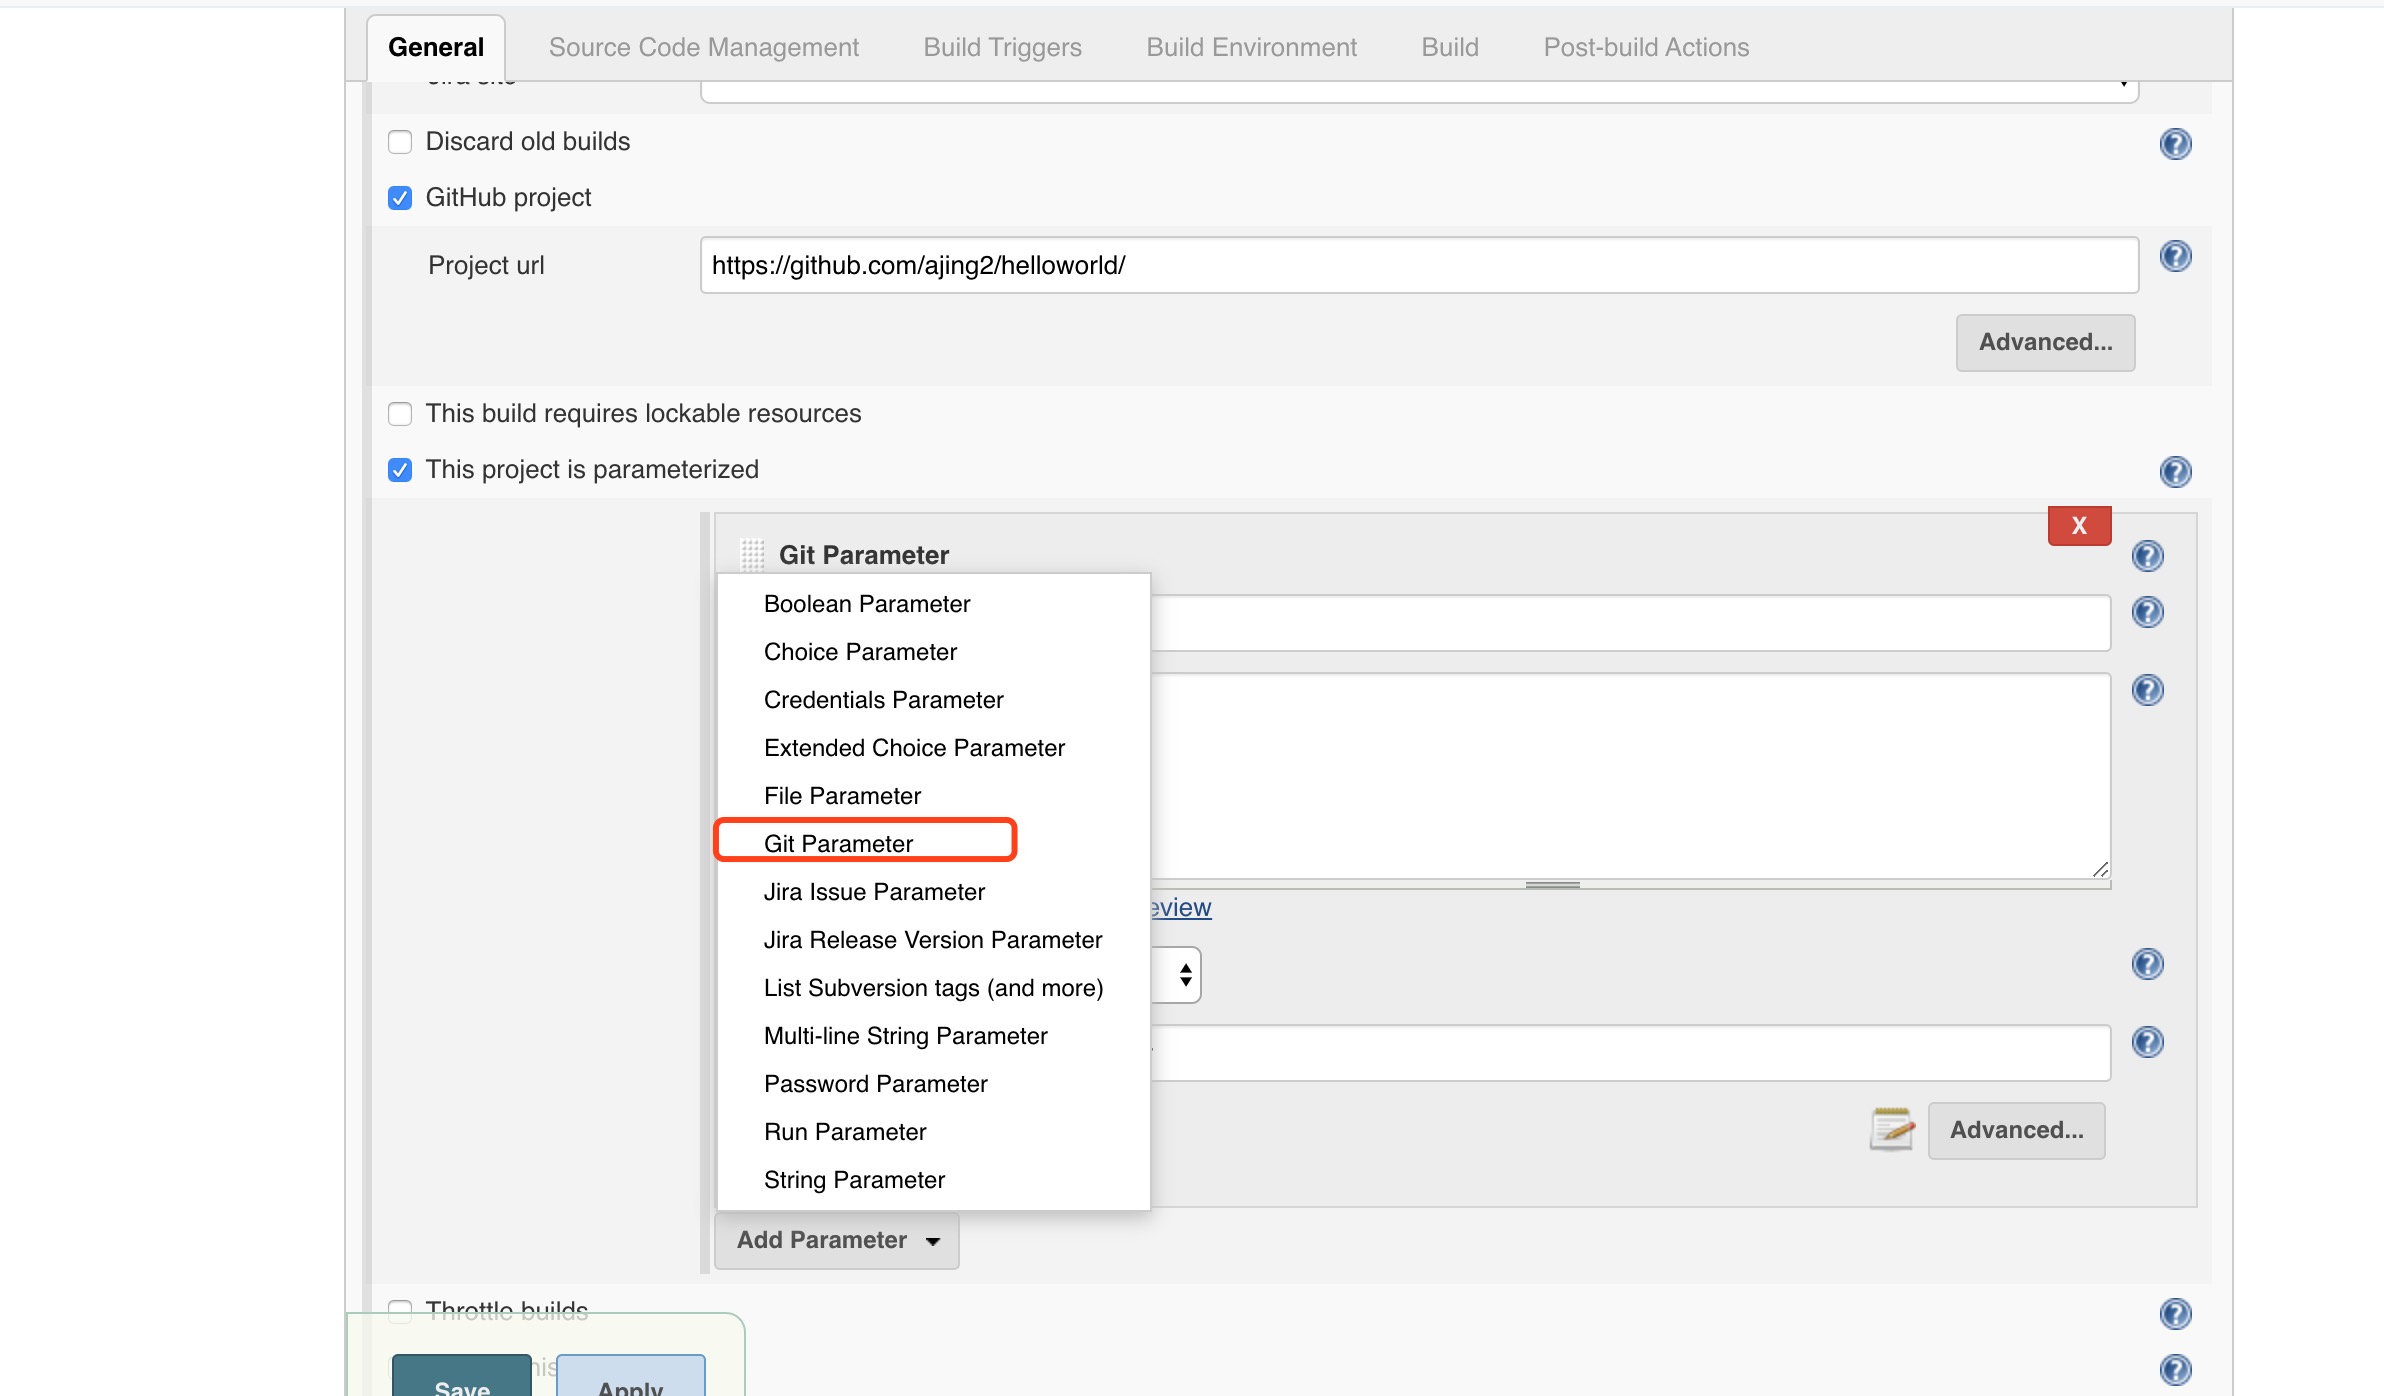 General Source Code Management Build Triggers Build Environment Build Post-build Actions
Discard old builds
GitHub project
Project url https://github.com/ajing2/helloworld/
Advanced...
This build requires lockable resources
This project is parameterized
X
Git Parameter
Boolean Parameter
Choice Parameter
Credentials Parameter
Extended Choice Parameter
File Parameter
Git Parameter
Jira Issue Parameter
eview
Jira Release Version Parameter
List Subversion tags (and more)
Multi-line String Parameter
Password Parameter
Run Parameter
Advanced...
String Parameter
Add Parameter
Throttle builds
Save Apply